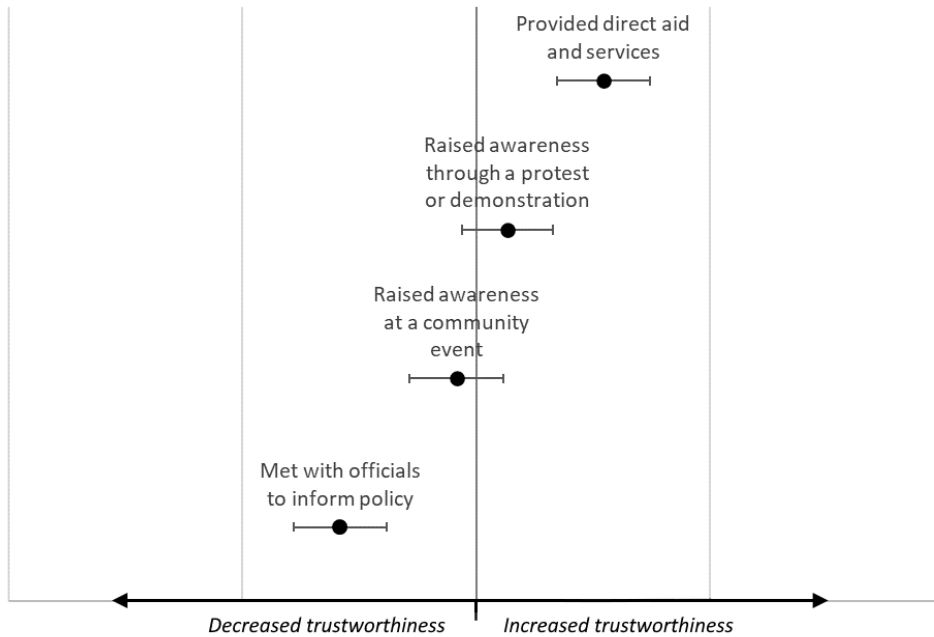 Provided direct aid
and services
Raised awareness
through a protest
or demonstration
Raised awareness
at a community
event
Met with officials
to inform policy
Decreased trustworthiness
Increased trustworthiness